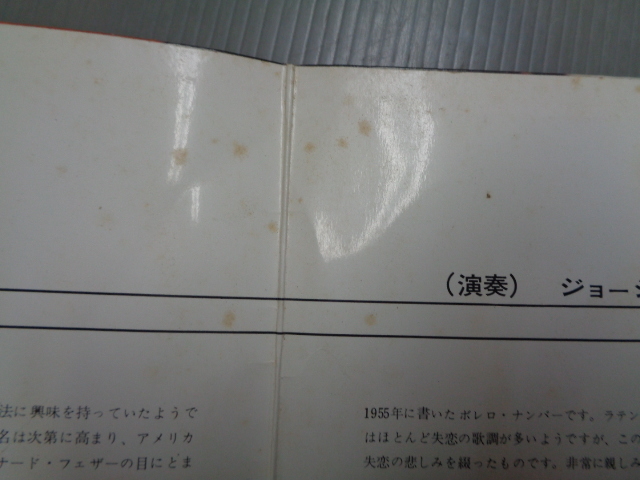 （演奏） ジョー
法に興味を持っていたようで
名は次第に高まり、アメリカ
ナード・フェザーの目にとま
1955年に書いたボレロ・ナンバーです。ラテン
はほとんど失恋の歌調が多いようですが、この
失恋の悲しみを綴ったものです。非常に親しみ